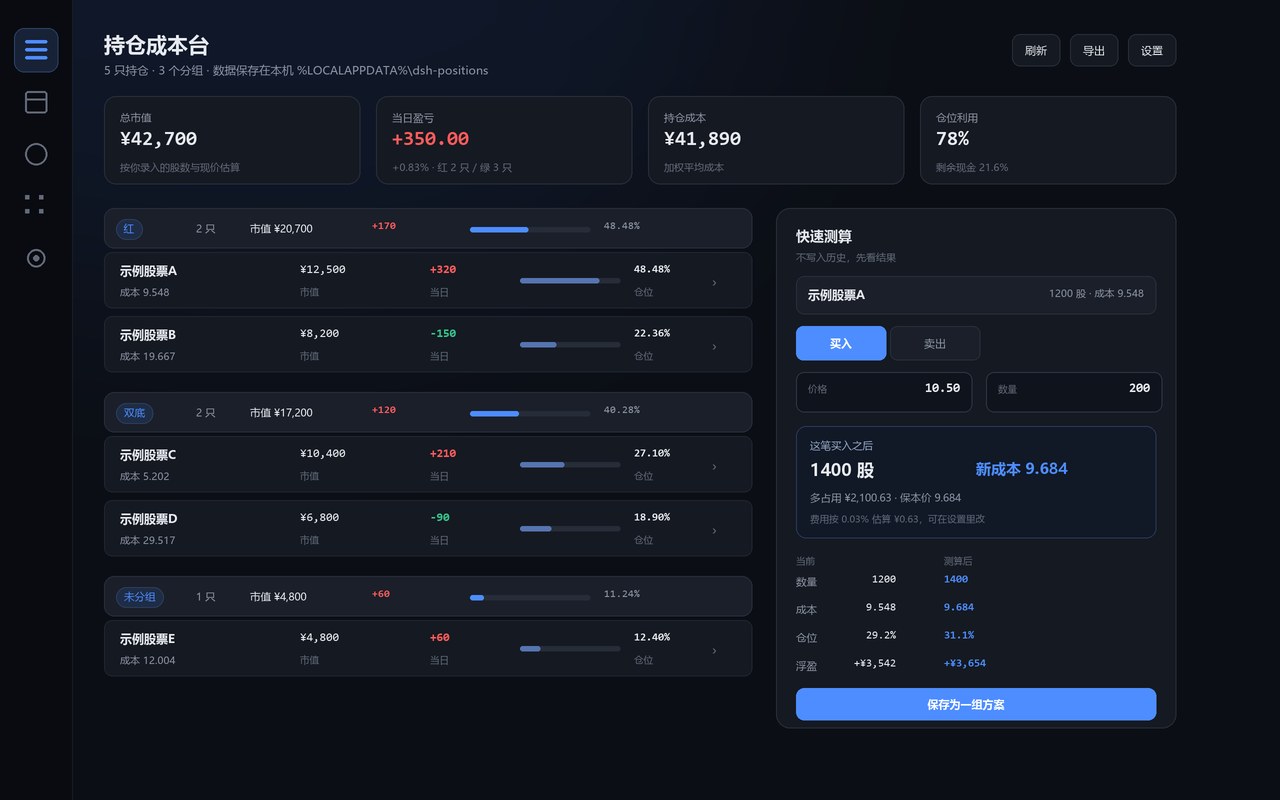 持仓成本台
5 只持仓 · 3 个分组 · 数据保存在本机 %LOCALAPPDATA%\dsh-positions
刷新
导出
设置
总市值
¥42,700
按你录入的股数与现价估算
当日盈亏
+350.00
+0.83% · 红 2 只 / 绿 3 只
持仓成本
¥41,890
加权平均成本
仓位利用
78%
剩余现金 21.6%
红 2 只 市值 ¥20,700 +170 48.48%
示例股票A ¥12,500 +320 48.48% ›
成本 9.548 市值 当日 仓位
示例股票B ¥8,200 -150 22.36% ›
成本 19.667 市值 当日 仓位
双底 2 只 市值 ¥17,200 +120 40.28%
示例股票C ¥10,400 +210 27.10% ›
成本 5.202 市值 当日 仓位
示例股票D ¥6,800 -90 18.90% ›
成本 29.517 市值 当日 仓位
未分组 1 只 市值 ¥4,800 +60 11.24%
示例股票E ¥4,800 +60 12.40% ›
成本 12.004 市值 当日 仓位
快速测算
不写入历史，先看结果
示例股票A 1200 股 · 成本 9.548
买入 卖出
价格 10.50 数量 200
这笔买入之后
1400 股 新成本 9.684
多占用 ¥2,100.63 · 保本价 9.684
费用按 0.03% 估算 ¥0.63，可在设置里改
当前 测算后
数量 1200 1400
成本 9.548 9.684
仓位 29.2% 31.1%
浮盈 +¥3,542 +¥3,654
保存为一组方案